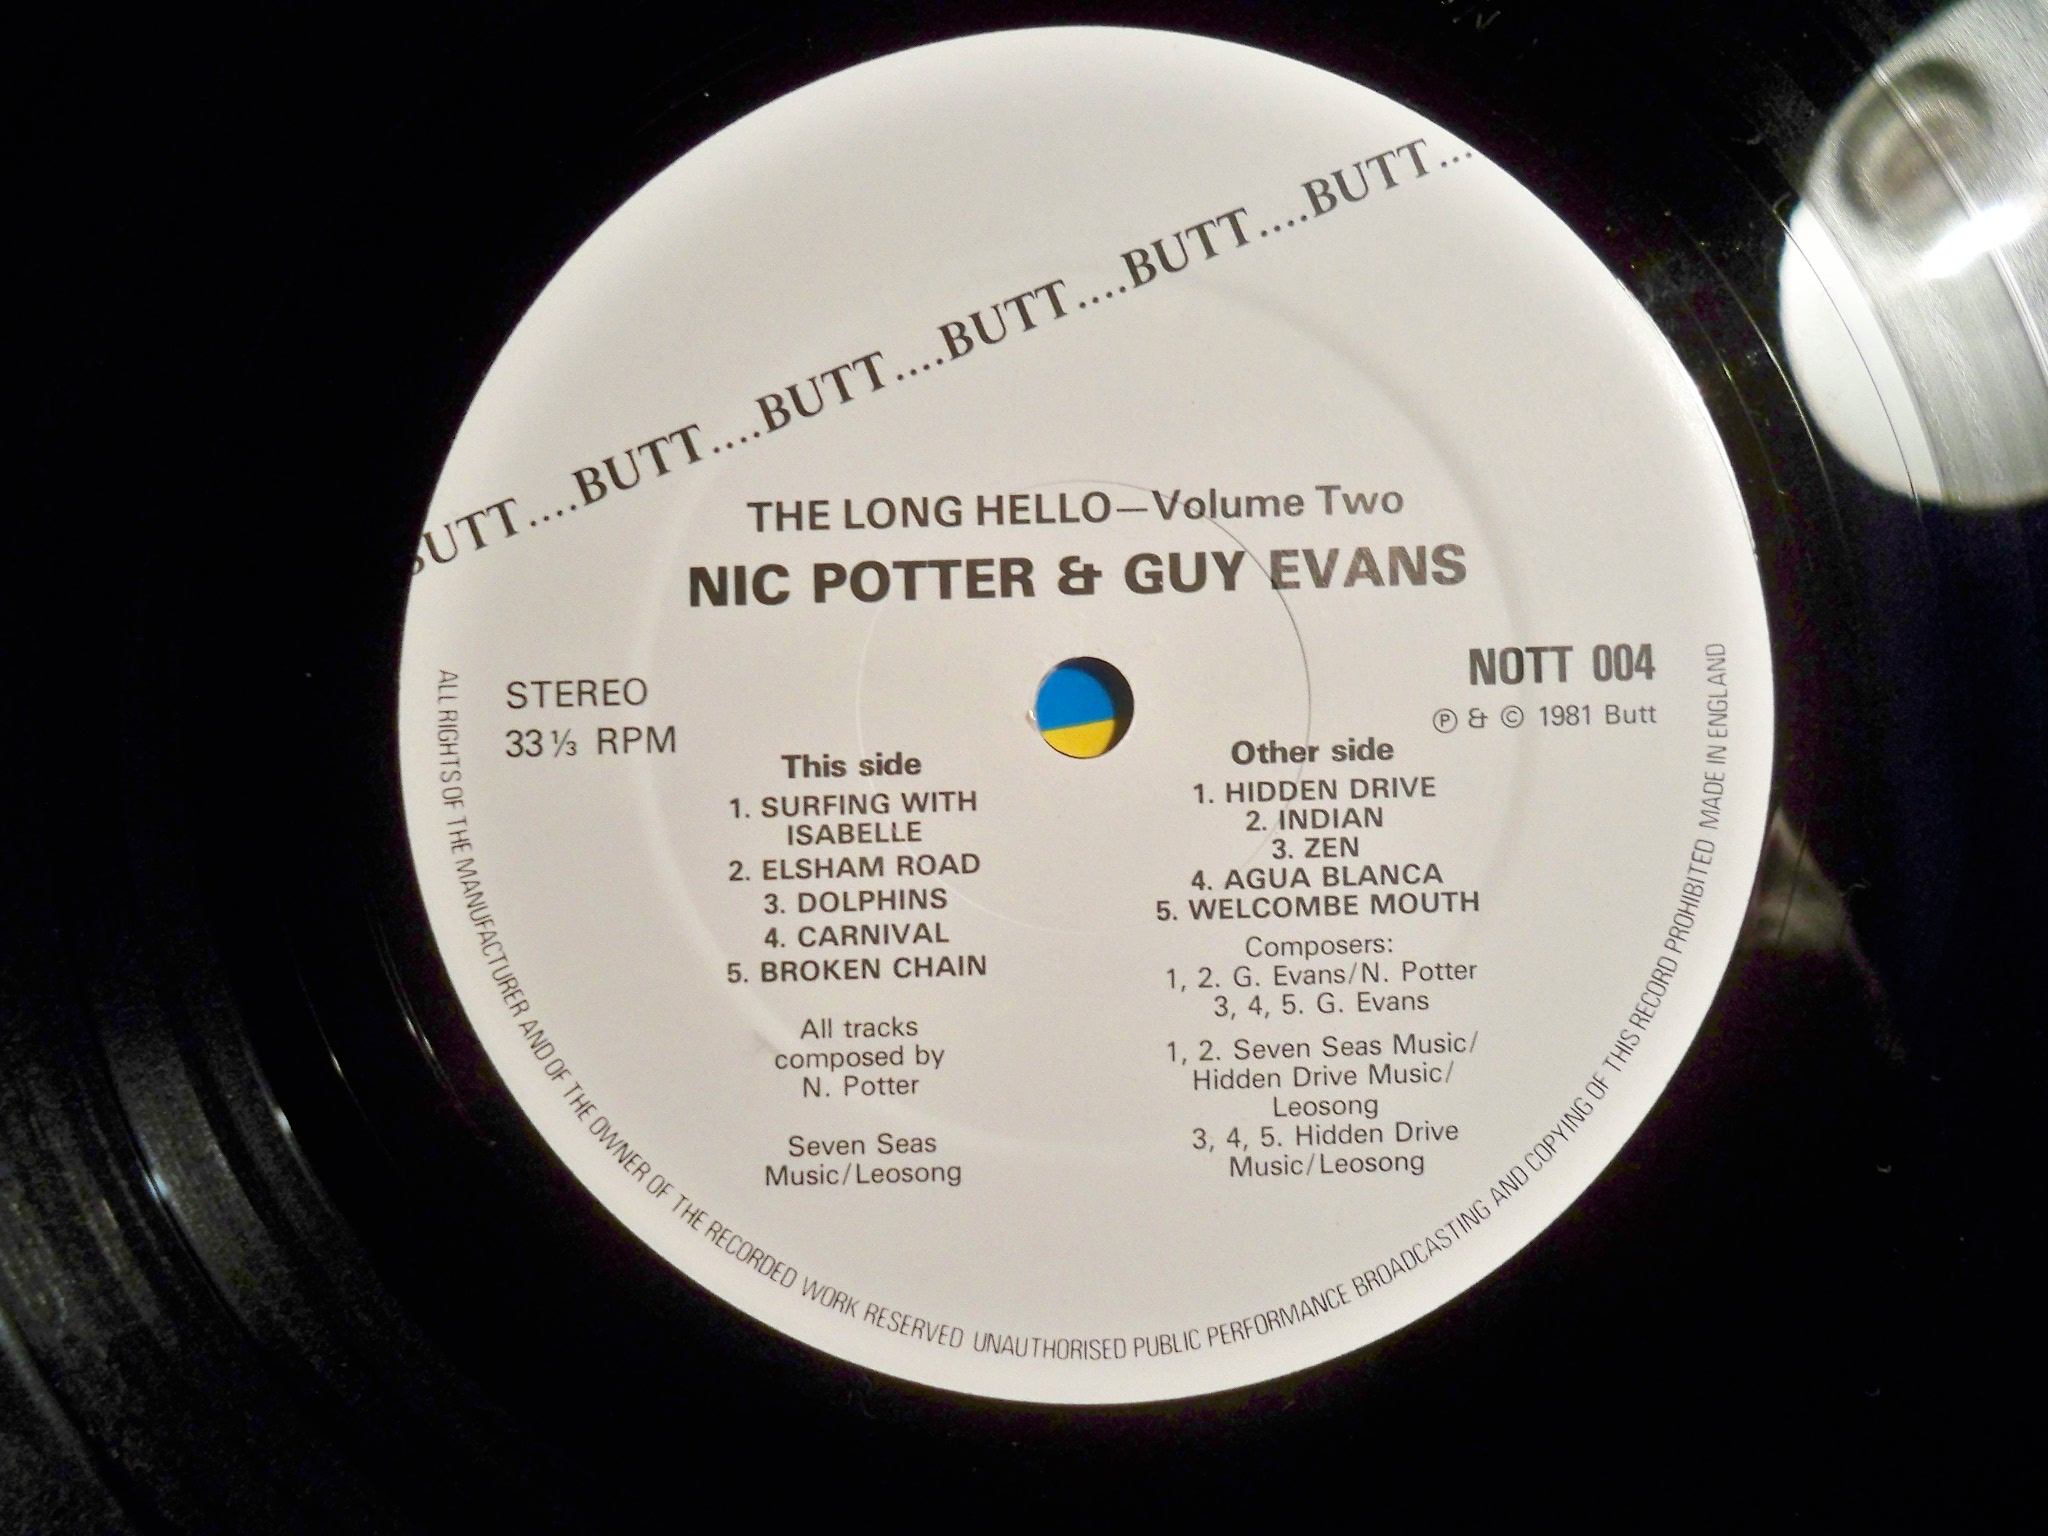 BUTT....BUTT....BUTT....BUTT....BUTT....BUTT...
THE LONG HELLO—Volume Two
NIC POTTER & GUY EVANS
STEREO
33⅓ RPM
NOTT 004
Ⓟ & © 1981 Butt
This side
1. SURFING WITH
ISABELLE
2. ELSHAM ROAD
3. DOLPHINS
4. CARNIVAL
5. BROKEN CHAIN
All tracks
composed by
N. Potter
Seven Seas
Music/Leosong
Other side
1. HIDDEN DRIVE
2. INDIAN
3. ZEN
4. AGUA BLANCA
5. WELCOMBE MOUTH
Composers:
1, 2. G. Evans/N. Potter
3, 4, 5. G. Evans
1, 2. Seven Seas Music/
Hidden Drive Music/
Leosong
3, 4, 5. Hidden Drive
Music/Leosong
ALL RIGHTS OF THE MANUFACTURER AND OF THE OWNER OF THE RECORDED WORK RESERVED UNAUTHORISED PUBLIC PERFORMANCE BROADCASTING AND COPYING OF THIS RECORD PROHIBITED MADE IN ENGLAND